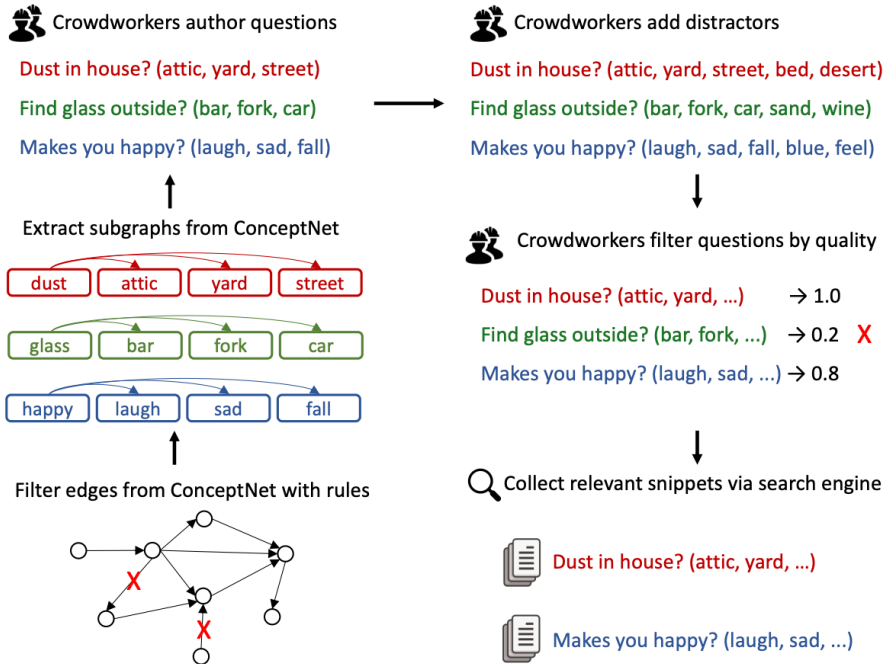 Crowdworkers author questions
Dust in house? (attic, yard, street)
Find glass outside? (bar, fork, car)
Makes you happy? (laugh, sad, fall)
Crowdworkers add distractors
Dust in house? (attic, yard, street, bed, desert)
Find glass outside? (bar, fork, car, sand, wine)
Makes you happy? (laugh, sad, fall, blue, feel)
Extract subgraphs from ConceptNet
dust attic yard street
glass bar fork car
happy laugh sad fall
Filter edges from ConceptNet with rules
X
X
Crowdworkers filter questions by quality
Dust in house? (attic, yard, …) → 1.0
Find glass outside? (bar, fork, ...) → 0.2 X
Makes you happy? (laugh, sad, ...) → 0.8
Collect relevant snippets via search engine
Dust in house? (attic, yard, …)
Makes you happy? (laugh, sad, ...)